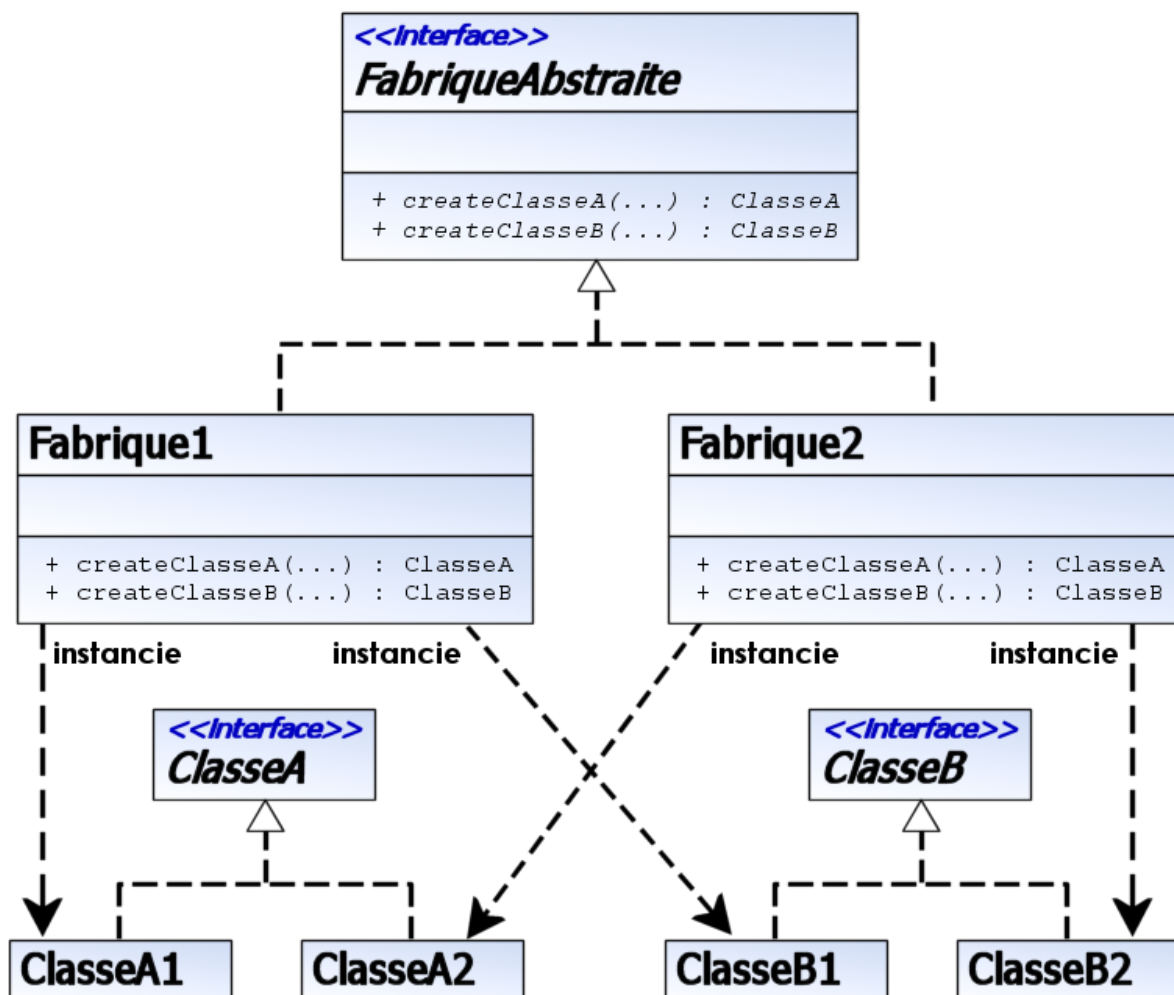 <<Interface>>
FabriqueAbstraite
+ createClasseA(...) : ClasseA
+ createClasseB(...) : ClasseB
Fabrique1
+ createClasseA(...) : ClasseA
+ createClasseB(...) : ClasseB
Fabrique2
+ createClasseA(...) : ClasseA
+ createClasseB(...) : ClasseB
instancie
instancie
instancie
instancie
<<Interface>>
ClasseA
<<Interface>>
ClasseB
ClasseA1
ClasseA2
ClasseB1
ClasseB2